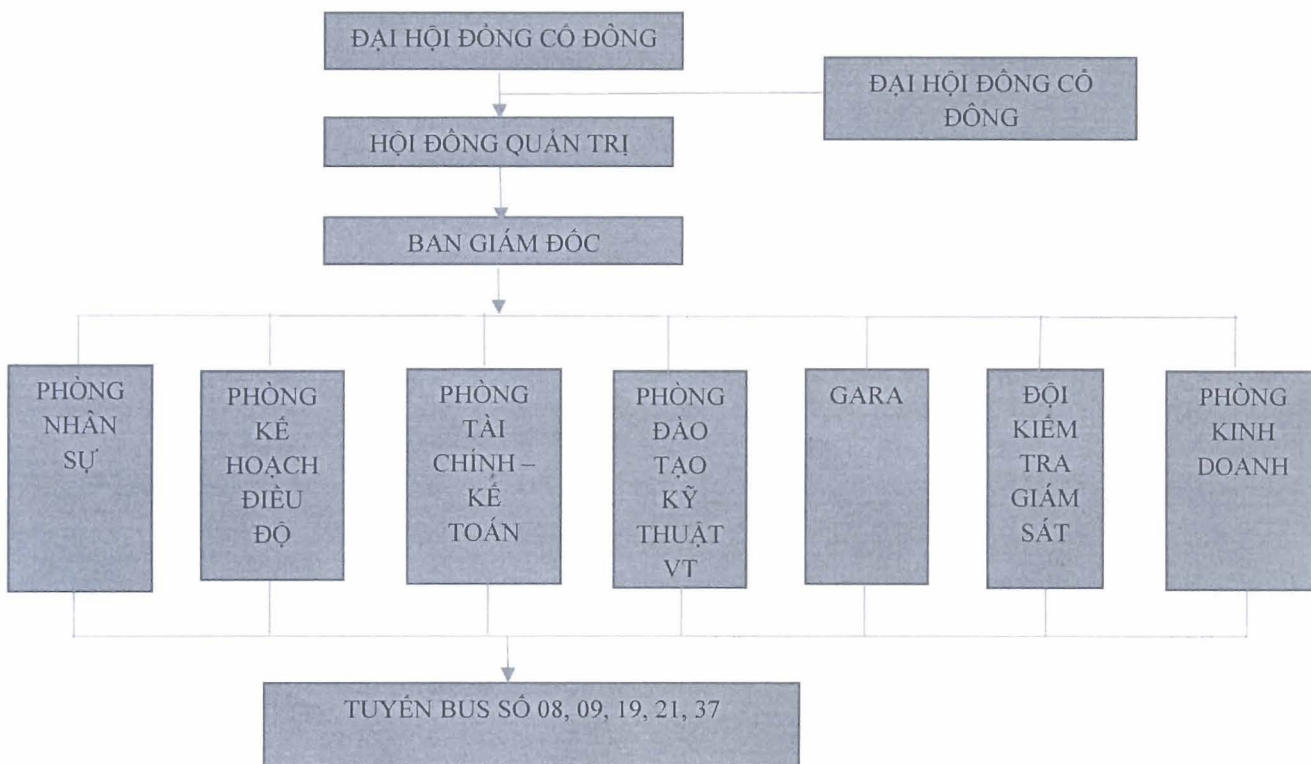 ĐẠI HỘI ĐỒNG CỔ ĐÔNG
ĐẠI HỘI ĐỒNG CỔ
ĐÔNG
HỘI ĐỒNG QUẢN TRỊ
BAN GIÁM ĐỐC
PHÒNG
NHÂN
SỰ
PHÒNG
KẾ
HOẠCH
ĐIỀU
ĐỘ
PHÒNG
TÀI
CHÍNH –
KẾ
TOÁN
PHÒNG
ĐÀO
TẠO
KỸ
THUẬT
VT
GARA
ĐỘI
KIỂM
TRA
GIÁM
SÁT
PHÒNG
KINH
DOANH
TUYẾN BUS SỐ 08, 09, 19, 21, 37